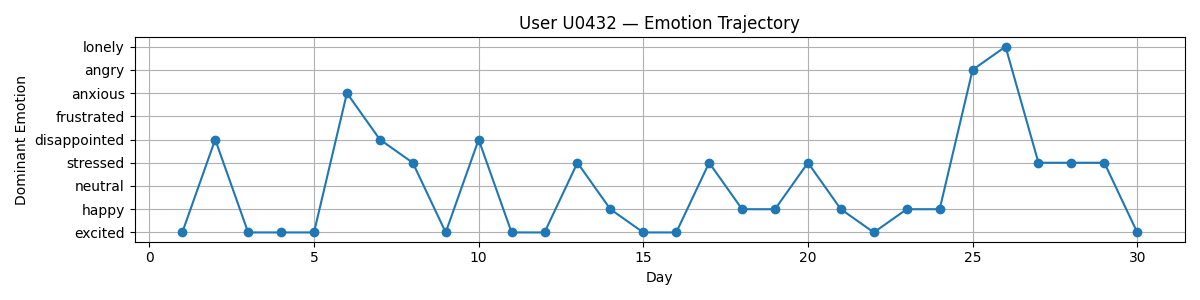 User U0432 — Emotion Trajectory
Dominant Emotion
lonely
angry
anxious
frustrated
disappointed
stressed
neutral
happy
excited
0 5 10 15 20 25 30
Day